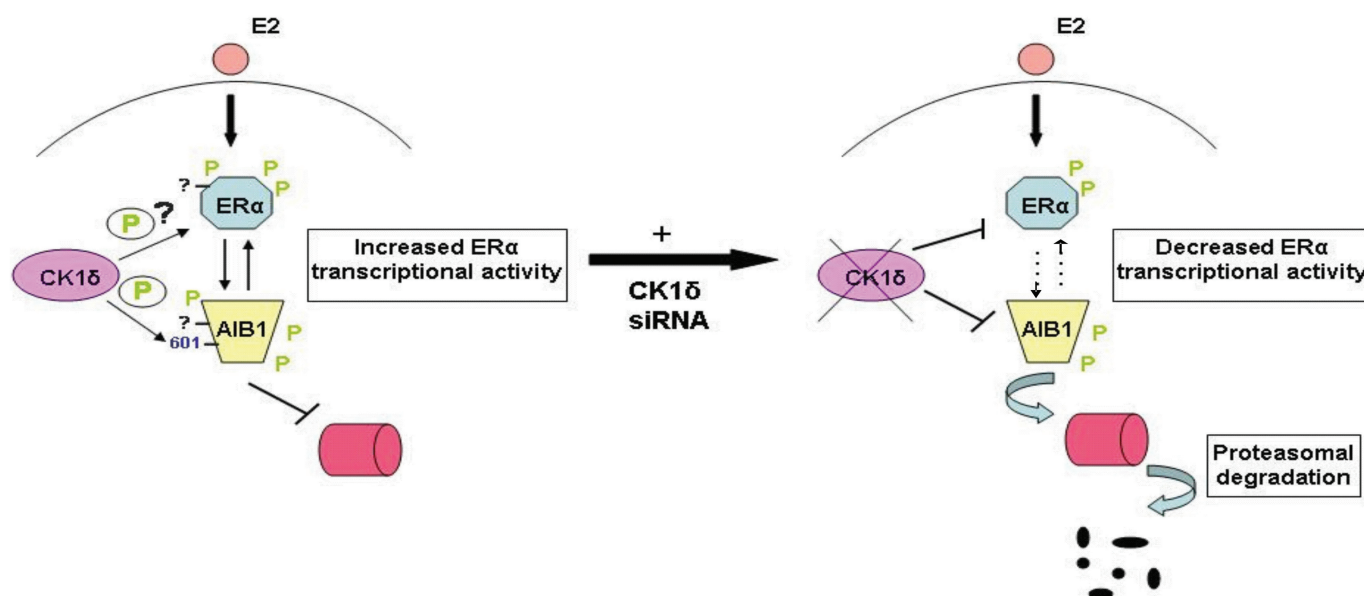 E2
P
P
P
?
ERα
P
?
CK1δ
P
Increased ERα
transcriptional activity
P
?
AIB1
601
P
P
+
CK1δ
siRNA
E2
P
P
ERα
CK1δ
Decreased ERα
transcriptional activity
AIB1
P
P
Proteasomal
degradation